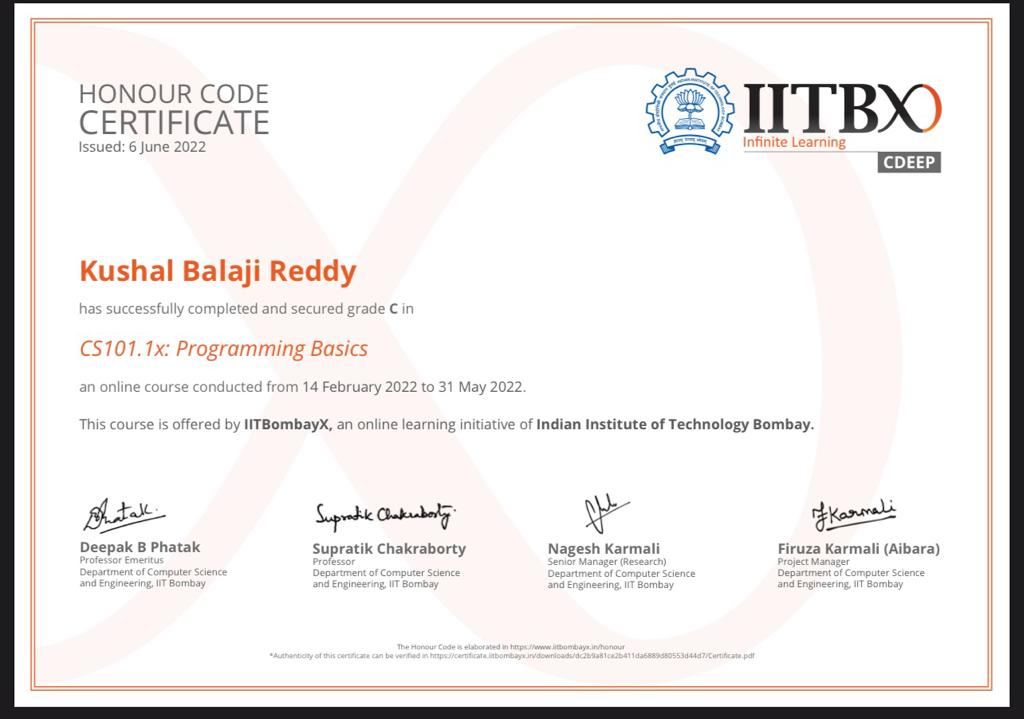 HONOUR CODE
CERTIFICATE
Issued: 6 June 2022
IITBX
Infinite Learning
CDEEP
Kushal Balaji Reddy
has successfully completed and secured grade C in
CS101.1x: Programming Basics
an online course conducted from 14 February 2022 to 31 May 2022.
This course is offered by IITBombayX, an online learning initiative of Indian Institute of Technology Bombay.
Supratik Chakraborty
Deepak B Phatak
Professor Emeritus
Department of Computer Science
and Engineering, IIT Bombay
Supratik Chakraborty
Professor
Department of Computer Science
and Engineering, IIT Bombay
Nagesh Karmali
Senior Manager (Research)
Department of Computer Science
and Engineering, IIT Bombay
Firuza Karmali (Aibara)
Project Manager
Department of Computer Science
and Engineering, IIT Bombay
The Honour Code is elaborated in https://www.iitbombayx.in/honour
*Authenticity of this certificate can be verified in https://certificate.iitbombayx.in/downloads/dc2b9a81ce2b411da6889d80553d44d7/Certificate.pdf